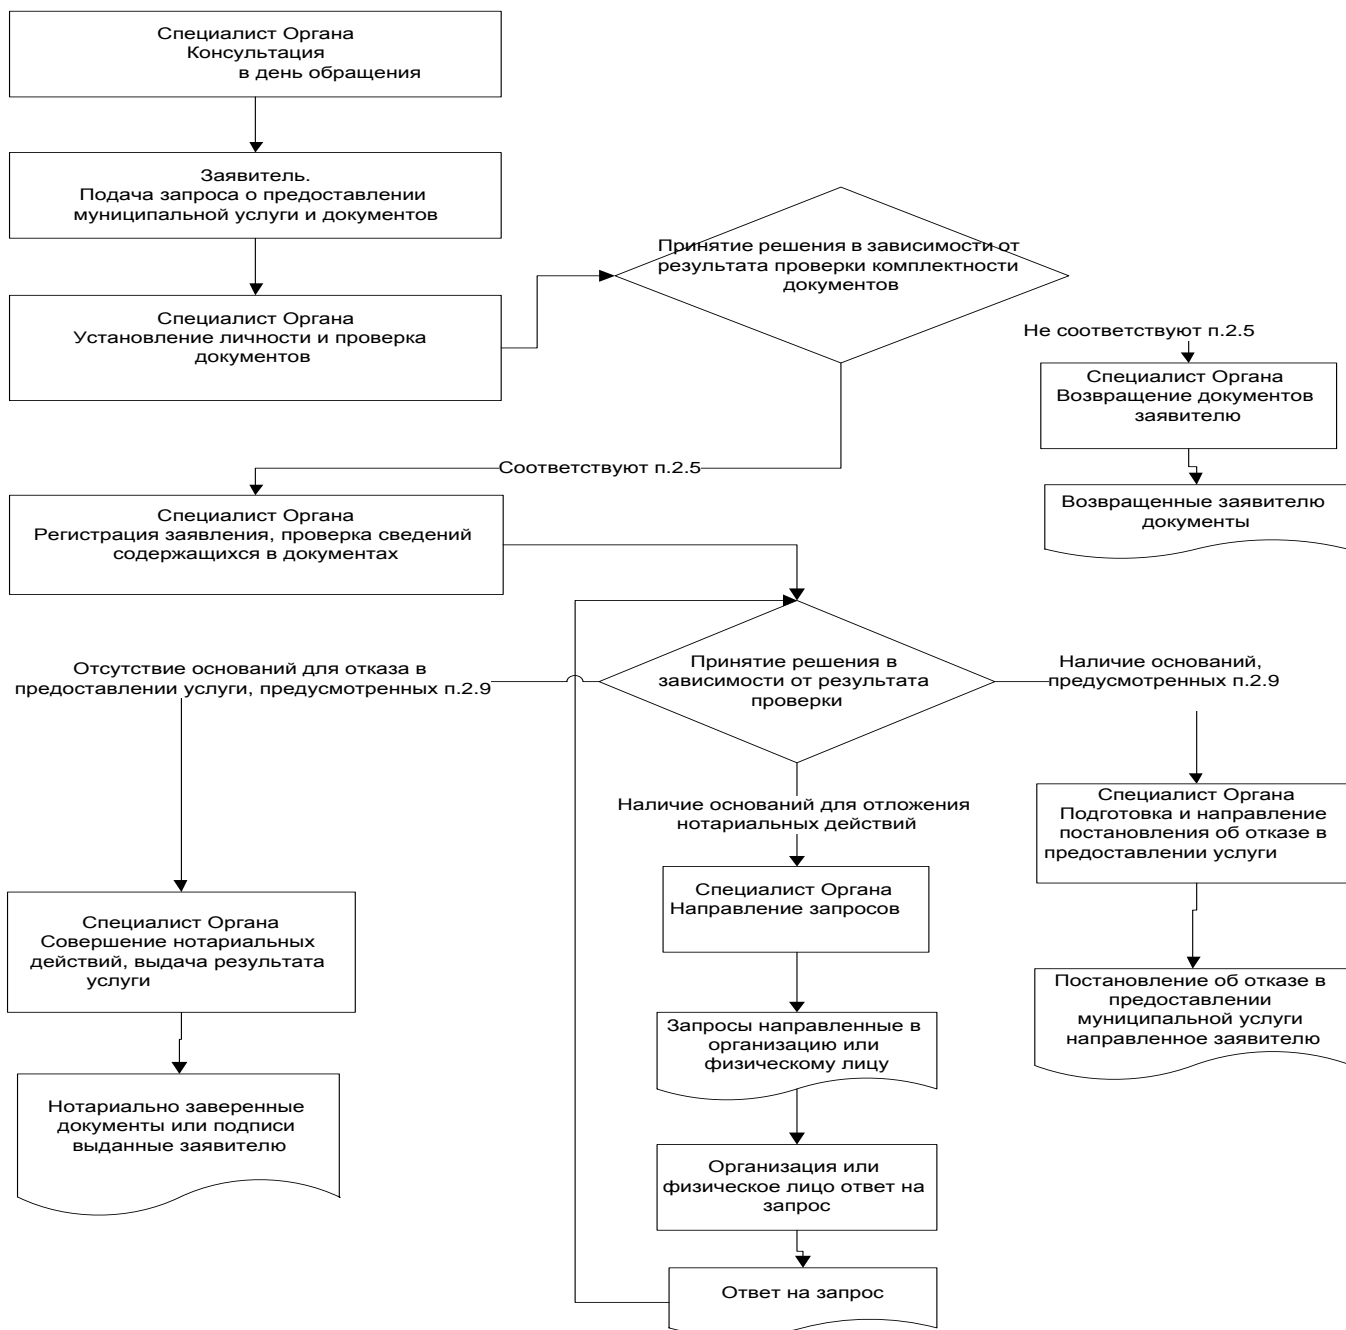 Специалист Органа
Консультация
в день обращения
Заявитель.
Подача запроса о предоставлении
муниципальной услуги и документов
Специалист Органа
Установление личности и проверка
документов
Принятие решения в зависимости от
результата проверки комплектности
документов
Не соответствуют п.2.5
Специалист Органа
Возвращение документов
заявителю
Возвращенные заявителю
документы
Соответствуют п.2.5
Специалист Органа
Регистрация заявления, проверка сведений
содержащихся в документах
Принятие решения в
зависимости от результата
проверки
Отсутствие оснований для отказа в
предоставлении услуги, предусмотренных п.2.9
Наличие оснований,
предусмотренных п.2.9
Наличие оснований для отложения
нотариальных действий
Специалист Органа
Подготовка и направление
постановления об отказе в
предоставлении услуги
Специалист Органа
Направление запросов
Специалист Органа
Совершение нотариальных
действий, выдача результата
услуги
Постановление об отказе в
предоставлении
муниципальной услуги
направленное заявителю
Запросы направленные в
организацию или
физическому лицу
Нотариально заверенные
документы или подписи
выданные заявителю
Организация или
физическое лицо ответ на
запрос
Ответ на запрос